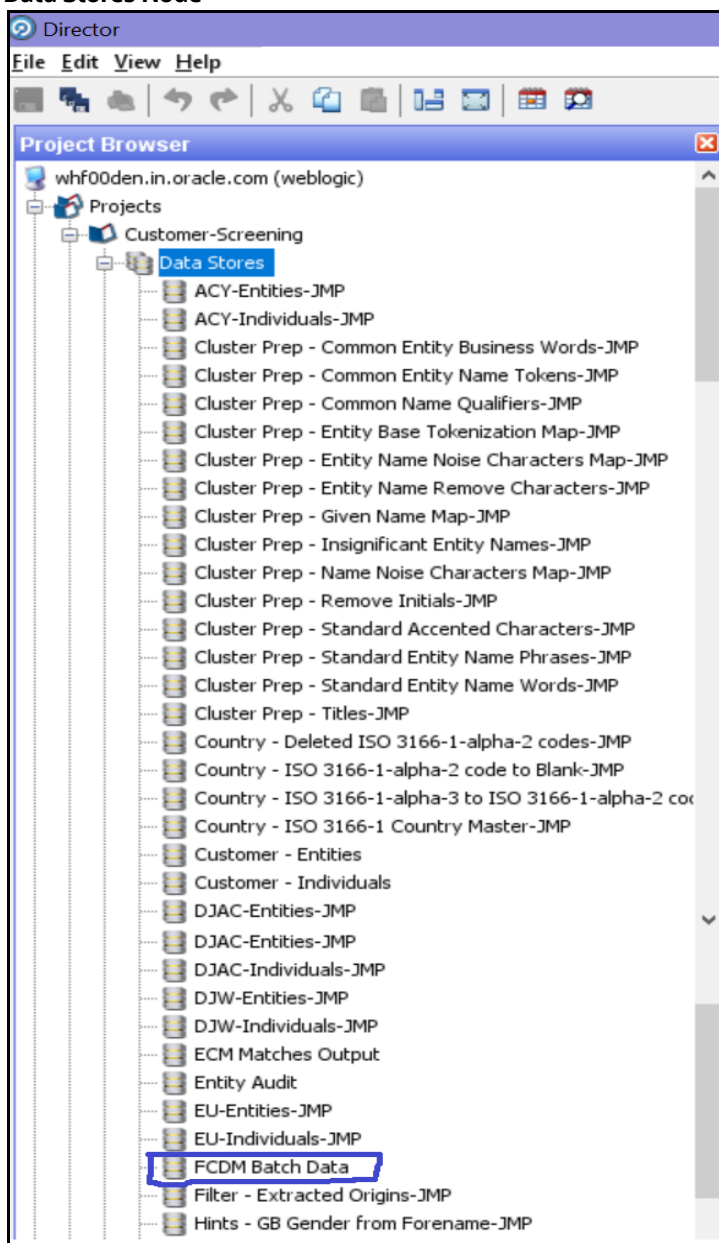 Data Stores Node
Director
File Edit View Help
Project Browser
whf00den.in.oracle.com (weblogic)
Projects
Customer-Screening
Data Stores
ACY-Entities-JMP
ACY-Individuals-JMP
Cluster Prep - Common Entity Business Words-JMP
Cluster Prep - Common Entity Name Tokens-JMP
Cluster Prep - Common Name Qualifiers-JMP
Cluster Prep - Entity Base Tokenization Map-JMP
Cluster Prep - Entity Name Noise Characters Map-JMP
Cluster Prep - Entity Name Remove Characters-JMP
Cluster Prep - Given Name Map-JMP
Cluster Prep - Insignificant Entity Names-JMP
Cluster Prep - Name Noise Characters Map-JMP
Cluster Prep - Remove Initials-JMP
Cluster Prep - Standard Accented Characters-JMP
Cluster Prep - Standard Entity Name Phrases-JMP
Cluster Prep - Standard Entity Name Words-JMP
Cluster Prep - Titles-JMP
Country - Deleted ISO 3166-1-alpha-2 codes-JMP
Country - ISO 3166-1-alpha-2 code to Blank-JMP
Country - ISO 3166-1-alpha-3 to ISO 3166-1-alpha-2 co
Country - ISO 3166-1 Country Master-JMP
Customer - Entities
Customer - Individuals
DJAC-Entities-JMP
DJAC-Entities-JMP
DJAC-Individuals-JMP
DJW-Entities-JMP
DJW-Individuals-JMP
ECM Matches Output
Entity Audit
EU-Entities-JMP
EU-Individuals-JMP
FCDM Batch Data
Filter - Extracted Origins-JMP
Hints - GB Gender from Forename-JMP